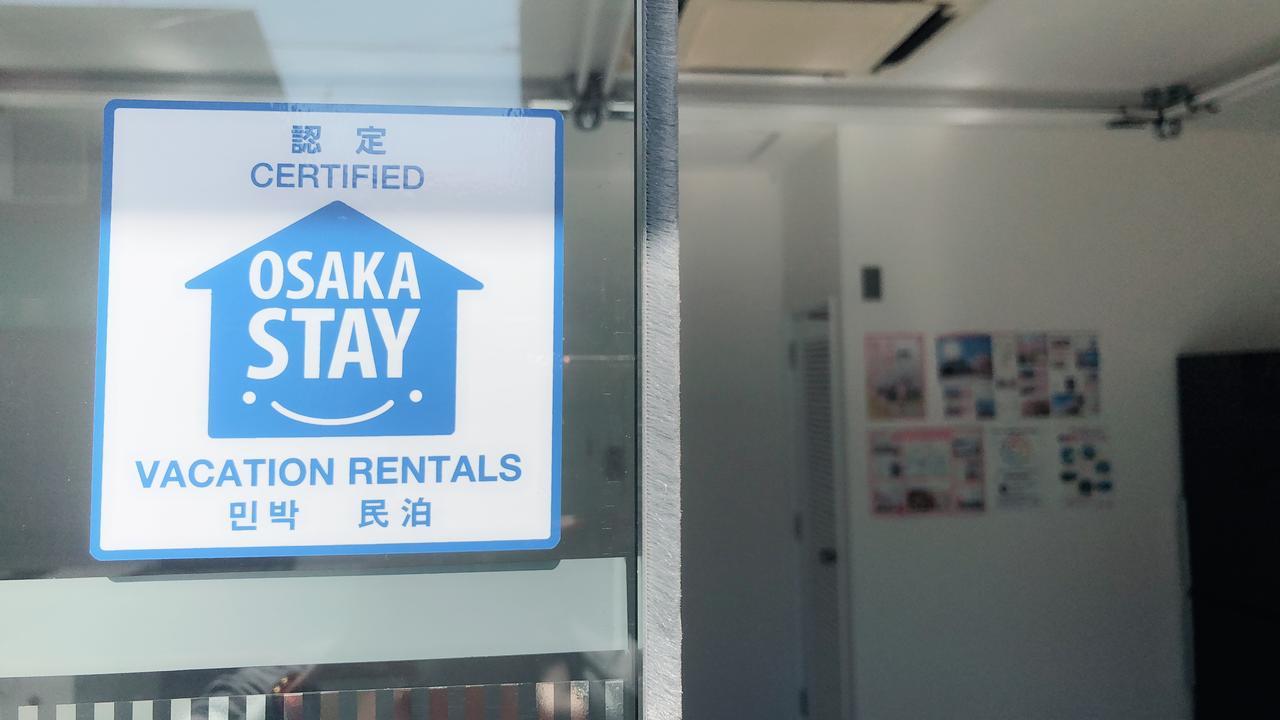 認 定
CERTIFIED
OSAKA
STAY
VACATION RENTALS
민박 民泊